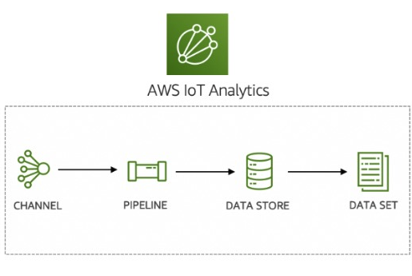 AWS IoT Analytics
CHANNEL
PIPELINE
DATA STORE
DATA SET